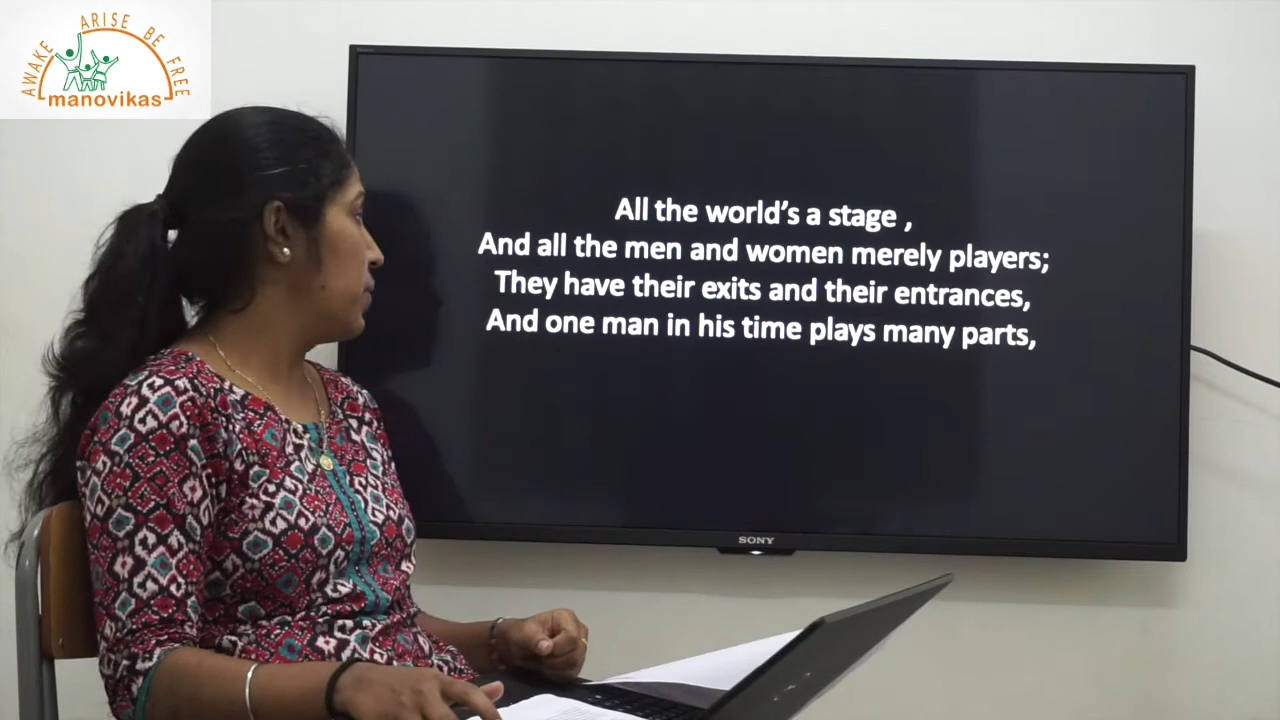 AWAKE ARISE BE FREE
manovikas
All the world's a stage ,
And all the men and women merely players;
They have their exits and their entrances,
And one man in his time plays many parts,
SONY